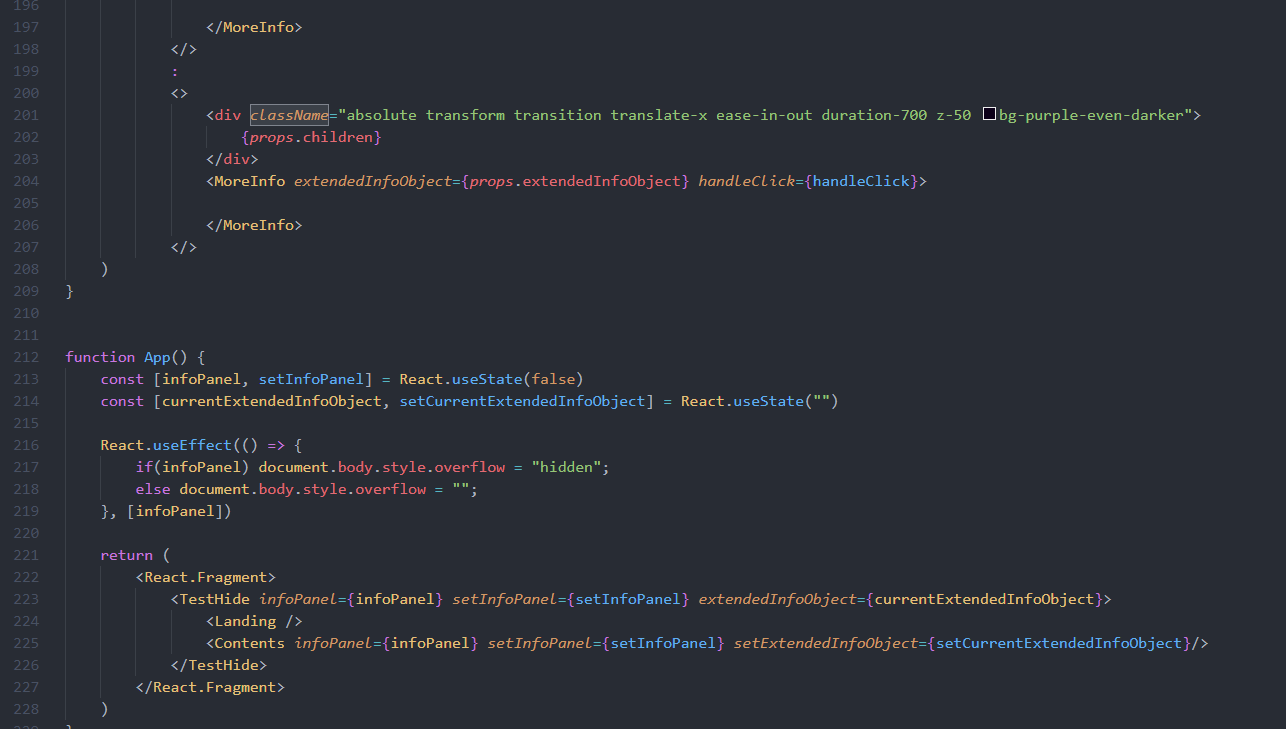 196
197 </MoreInfo>
198 </>
199 :
200 <>
201 <div className="absolute transform transition translate-x ease-in-out duration-700 z-50 bg-purple-even-darker">
202 {props.children}
203 </div>
204 <MoreInfo extendedInfoObject={props.extendedInfoObject} handleClick={handleClick}>
205
206 </MoreInfo>
207 </>
208 )
209 }
210
211
212 function App() {
213 const [infoPanel, setInfoPanel] = React.useState(false)
214 const [currentExtendedInfoObject, setCurrentExtendedInfoObject] = React.useState("")
215
216 React.useEffect(() => {
217 if(infoPanel) document.body.style.overflow = "hidden";
218 else document.body.style.overflow = "";
219 }, [infoPanel])
220
221 return (
222 <React.Fragment>
223 <TestHide infoPanel={infoPanel} setInfoPanel={setInfoPanel} extendedInfoObject={currentExtendedInfoObject}>
224 <Landing />
225 <Contents infoPanel={infoPanel} setInfoPanel={setInfoPanel} setExtendedInfoObject={setCurrentExtendedInfoObject}/>
226 </TestHide>
227 </React.Fragment>
228 )